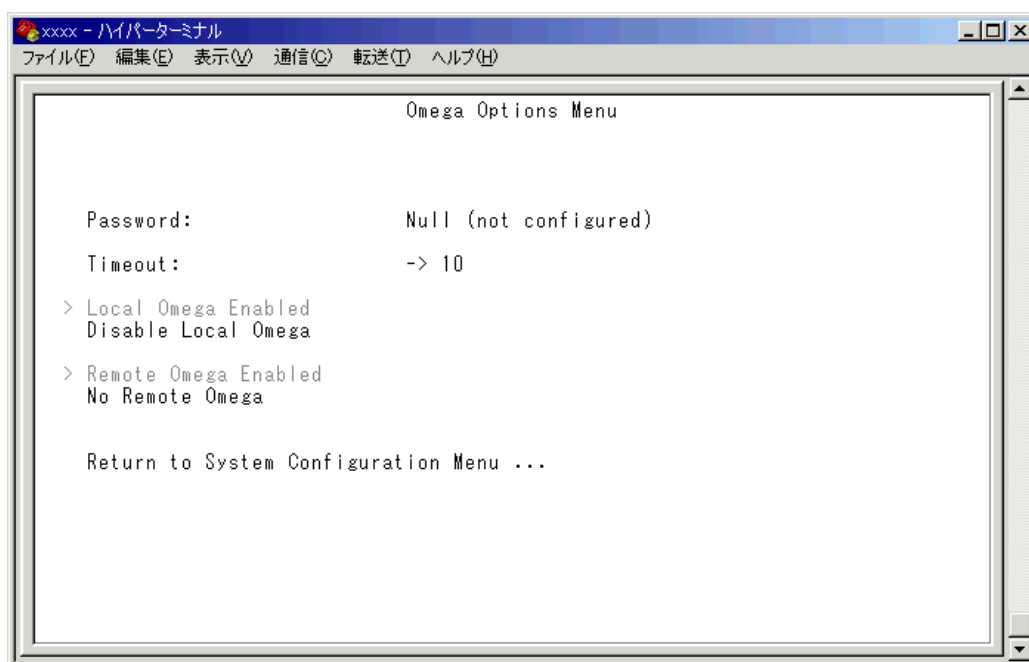 xxxx - ハイパーターミナル
ファイル(F) 編集(E) 表示(V) 通信(C) 転送(T) ヘルプ(H)
Omega Options Menu
Password: Null (not configured)
Timeout: -> 10
> Local Omega Enabled
Disable Local Omega
> Remote Omega Enabled
No Remote Omega
Return to System Configuration Menu ...